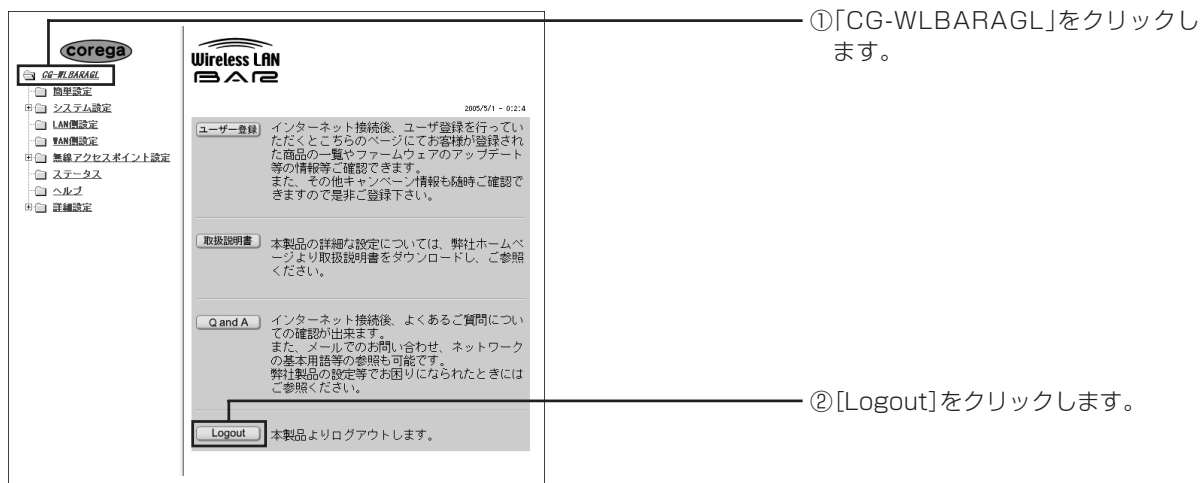 corega
CG-WLBARAGL
簡単設定
システム設定
LAN側設定
WAN側設定
無線アクセスポイント設定
ステータス
ヘルプ
詳細設定
Wireless LAN
BAR
2005/5/1 - 0:2:4
ユーザー登録
インターネット接続後、ユーザ登録を行ってい
ただくとこちらのページにてお客様が登録され
た商品の一覧やファームウェアのアップデート
等の情報等ご確認できます。
また、その他キャンペーン情報も随時ご確認で
きますので是非ご登録下さい。
取扱説明書
本製品の詳細な設定については、弊社ホームペ
ージより取扱説明書をダウンロードし、ご参照
ください。
Q and A
インターネット接続後、よくあるご質問につい
ての確認が出来ます。
また、メールでのお問い合わせ、ネットワーク
の基本用語等の参照も可能です。
弊社製品の設定等でお困りになられたときには
ご参照ください。
Logout
本製品よりログアウトします。
①「CG-WLBARAGL」をクリックし
ます。
②[Logout]をクリックします。